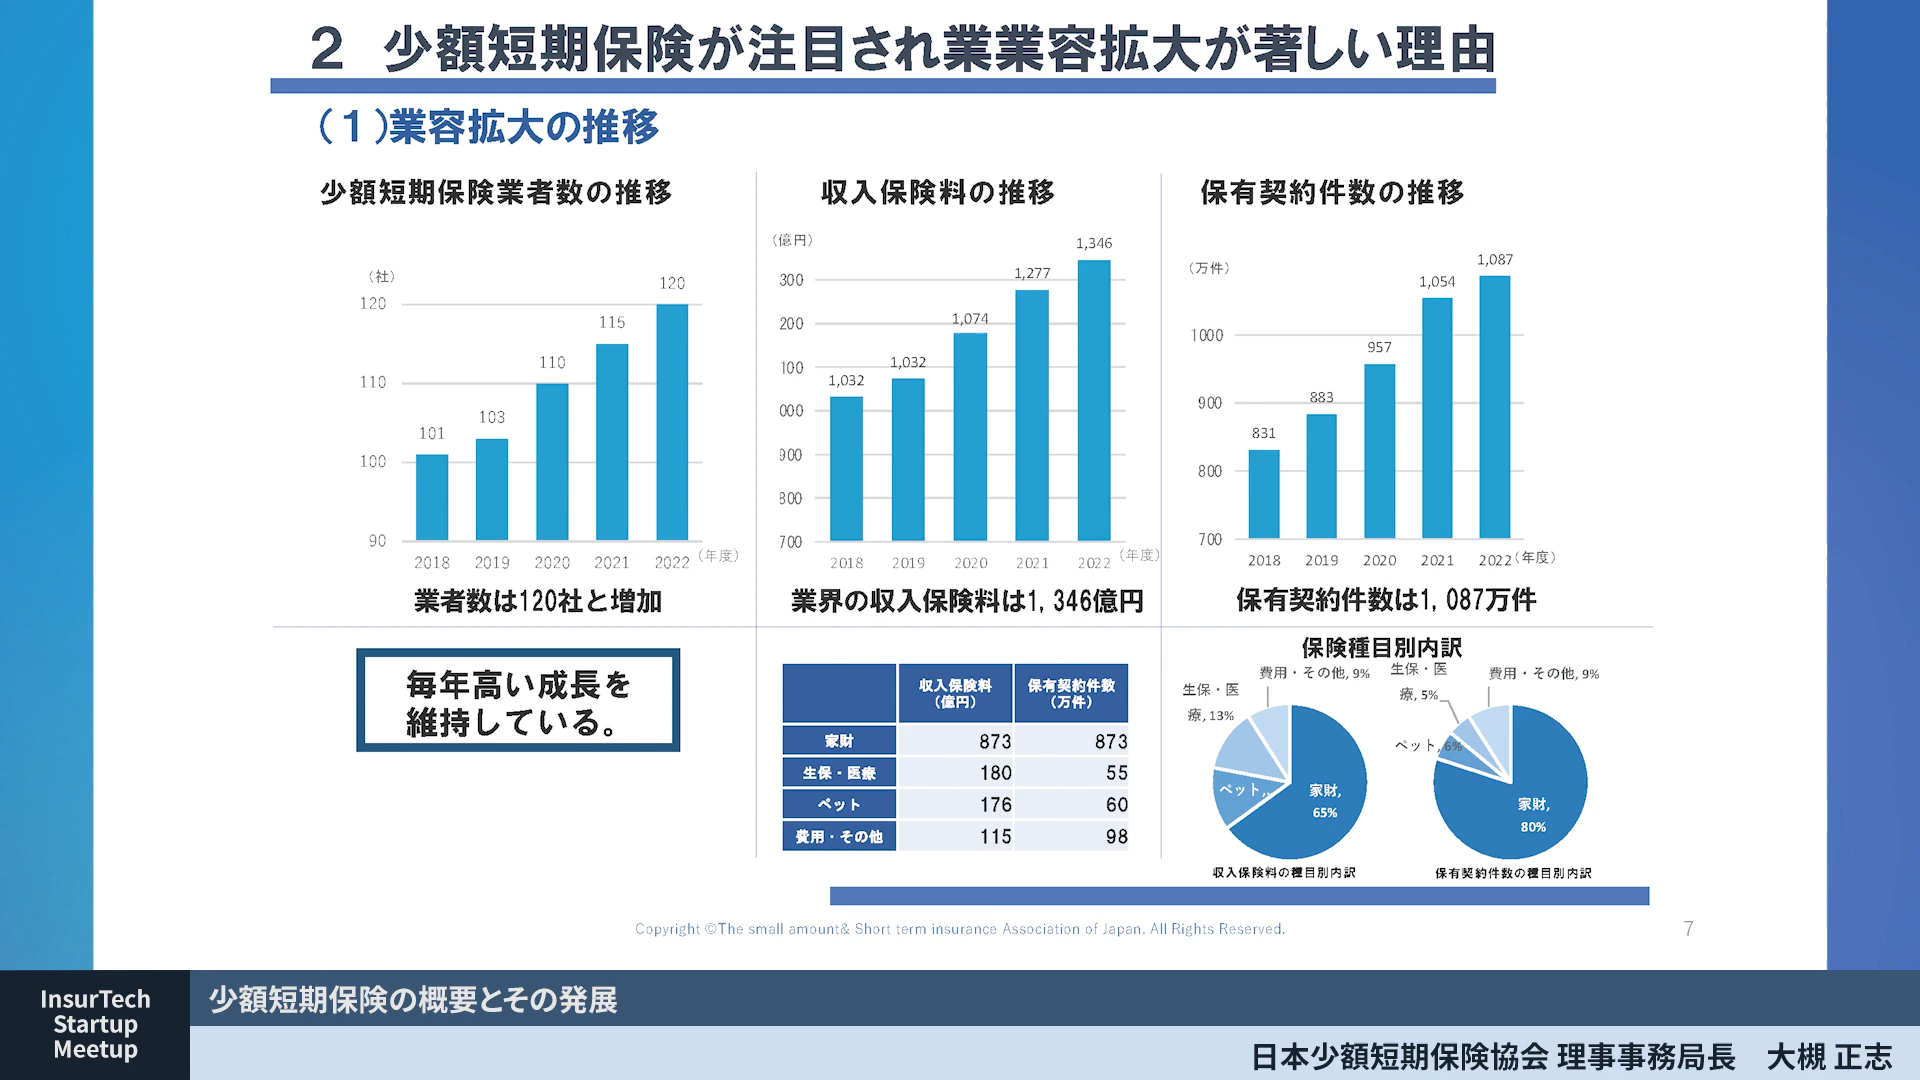 ２　少額短期保険が注目され業業容拡大が著しい理由
（１）業容拡大の推移
少額短期保険業者数の推移
（社）
120
110
100
90
101
103
110
115
120
2018 2019 2020 2021 2022（年度）
業者数は120社と増加
収入保険料の推移
（億円）
300
200
100
000
900
800
700
1,032
1,032
1,074
1,277
1,346
2018 2019 2020 2021 2022（年度）
業界の収入保険料は1,346億円
保有契約件数の推移
（万件）
1000
900
800
700
831
883
957
1,054
1,087
2018 2019 2020 2021 2022（年度）
保有契約件数は1,087万件
毎年高い成長を
維持している。
収入保険料 保有契約件数
（億円） （万件）
家財 873 873
生保・医療 180 55
ペット 176 60
費用・その他 115 98
保険種目別内訳
費用・その他, 9%
生保・医
療, 13%
ペット,..
家財,
65%
収入保険料の種目別内訳
費用・その他, 9%
生保・医
療, 5%
ペット, 6%
家財,
80%
保有契約件数の種目別内訳
Copyright ©The small amount& Short term insurance Association of Japan. All Rights Reserved.
7
InsurTech
Startup
Meetup
少額短期保険の概要とその発展
日本少額短期保険協会 理事事務局長　大槻 正志